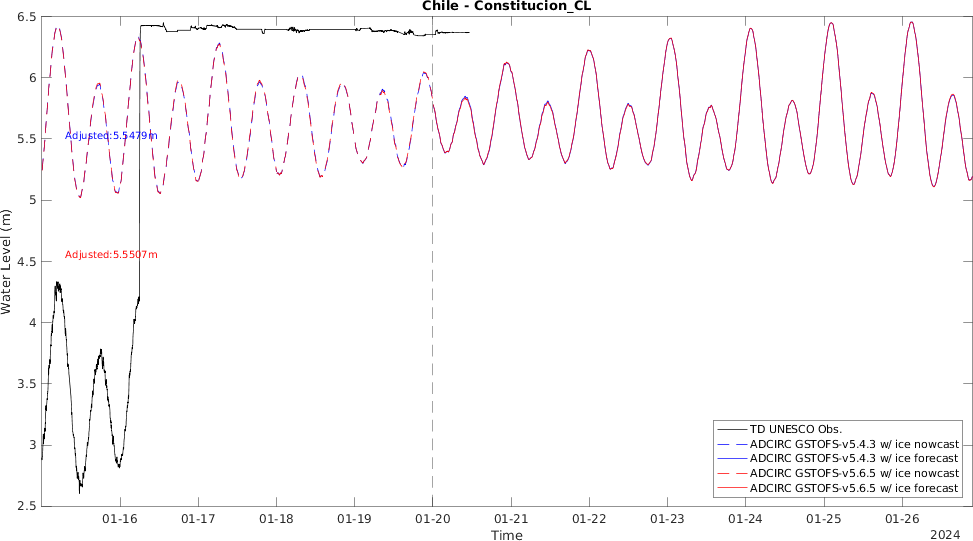 Chile - Constitucion_CL
6.5
6
5.5
5
4.5
4
3.5
3
2.5
Water Level (m)
Adjusted:5.5479m
Adjusted:5.5507m
TD UNESCO Obs.
ADCIRC GSTOFS-v5.4.3 w/ ice nowcast
ADCIRC GSTOFS-v5.4.3 w/ ice forecast
ADCIRC GSTOFS-v5.6.5 w/ ice nowcast
ADCIRC GSTOFS-v5.6.5 w/ ice forecast
01-16 01-17 01-18 01-19 01-20 01-21 01-22 01-23 01-24 01-25 01-26
Time
2024